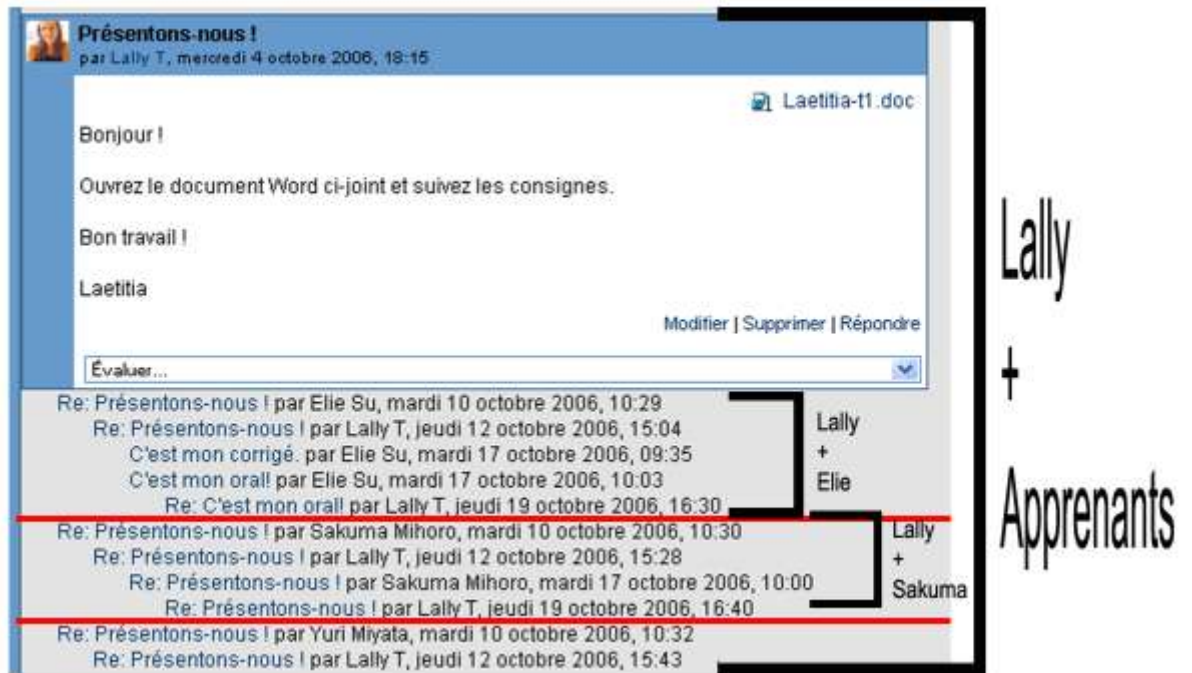 Présentons-nous !
par Lally T, mercredi 4 octobre 2006, 18:15
Laetitia-t1.doc
Bonjour !
Ouvrez le document Word ci-joint et suivez les consignes.
Bon travail !
Laetitia
Modifier | Supprimer | Répondre
Évaluer...
Re: Présentons-nous ! par Elie Su, mardi 10 octobre 2006, 10:29
Re: Présentons-nous ! par Lally T, jeudi 12 octobre 2006, 15:04
C'est mon corrigé. par Elie Su, mardi 17 octobre 2006, 09:35
C'est mon oral! par Elie Su, mardi 17 octobre 2006, 10:03
Re: C'est mon oral! par Lally T, jeudi 19 octobre 2006, 16:30
Lally
+
Elie
Re: Présentons-nous ! par Sakuma Mihoro, mardi 10 octobre 2006, 10:30
Re: Présentons-nous ! par Lally T, jeudi 12 octobre 2006, 15:28
Re: Présentons-nous ! par Sakuma Mihoro, mardi 17 octobre 2006, 10:00
Re: Présentons-nous ! par Lally T, jeudi 19 octobre 2006, 16:40
Lally
+
Sakuma
Re: Présentons-nous ! par Yuri Miyata, mardi 10 octobre 2006, 10:32
Re: Présentons-nous ! par Lally T, jeudi 12 octobre 2006, 15:43
Lally
+
Apprenants